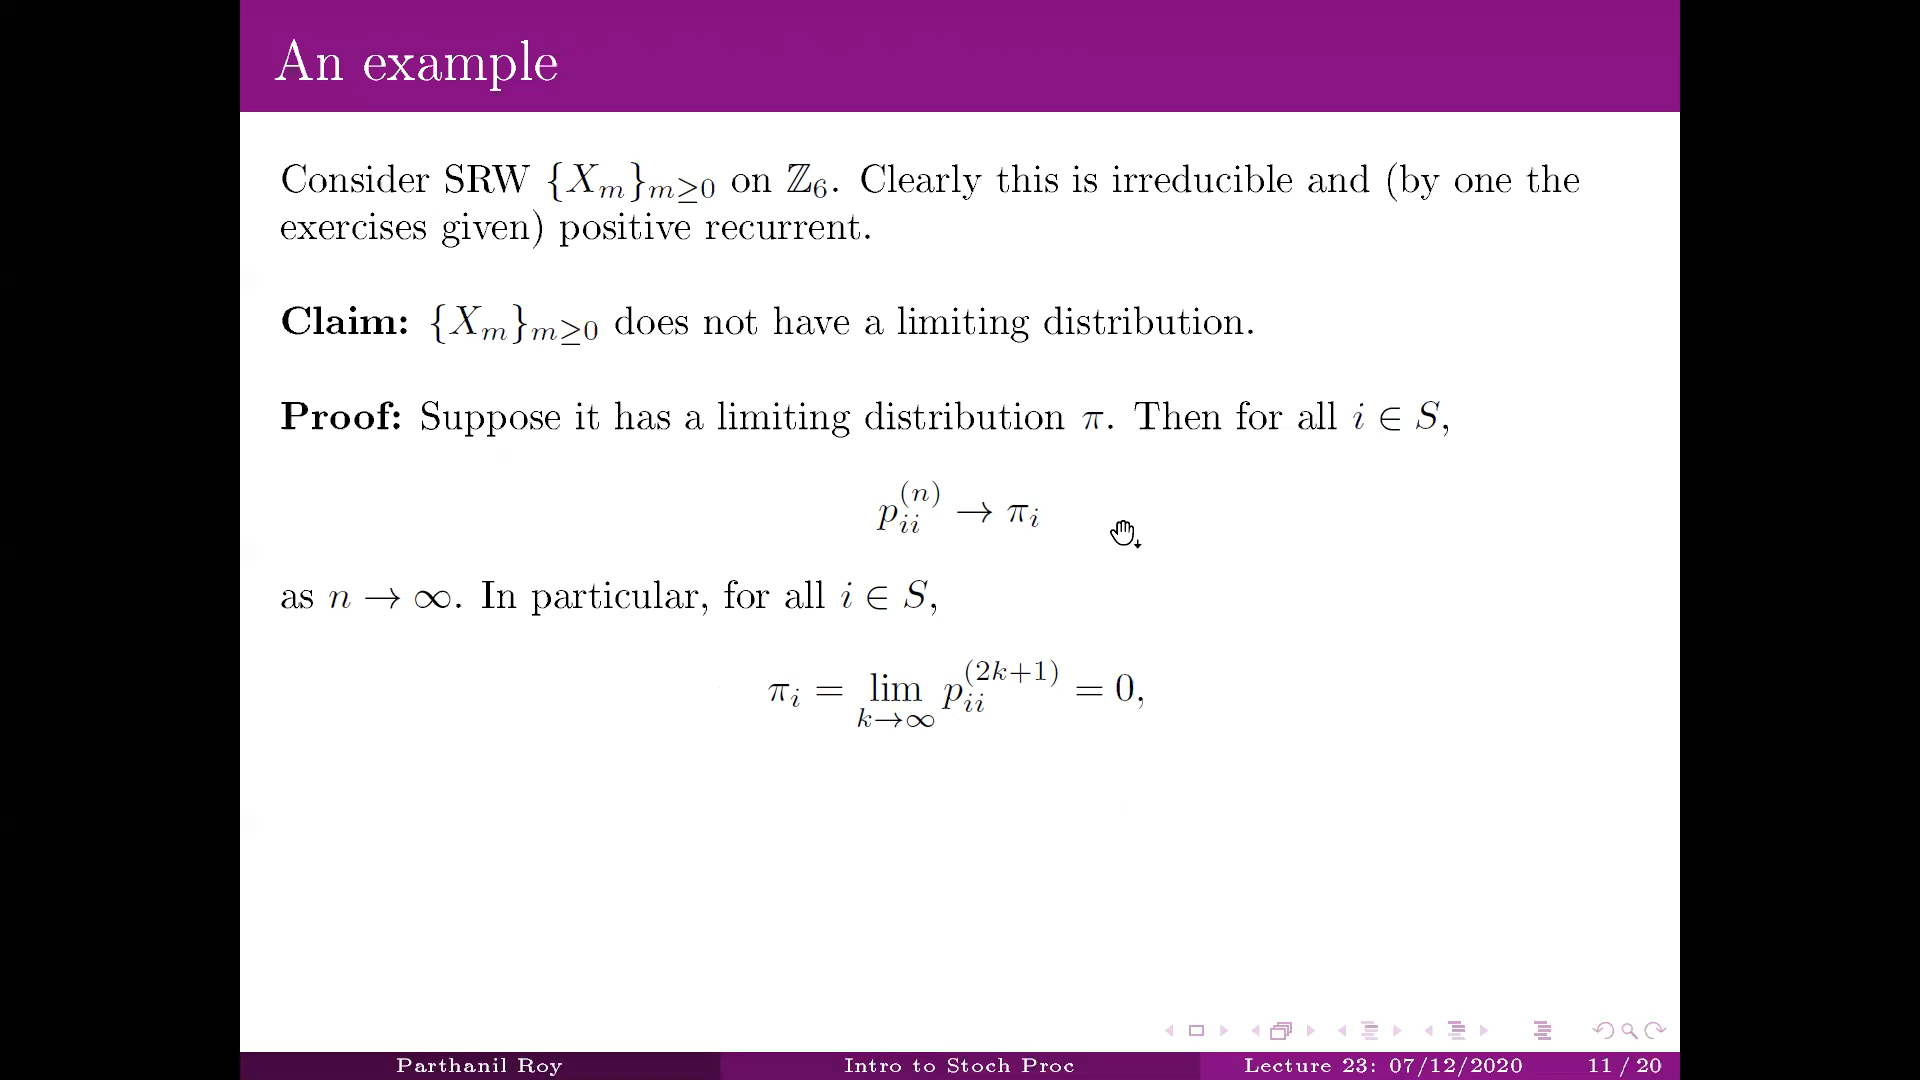 An example
Consider SRW {X_m}_{m≥0} on ℤ_6. Clearly this is irreducible and (by one the
exercises given) positive recurrent.
Claim: {X_m}_{m≥0} does not have a limiting distribution.
Proof: Suppose it has a limiting distribution π. Then for all i ∈ S,
p_{ii}^{(n)} → π_i
as n → ∞. In particular, for all i ∈ S,
π_i = lim_{k→∞} p_{ii}^{(2k+1)} = 0,
Parthanil Roy Intro to Stoch Proc Lecture 23: 07/12/2020 11 / 20